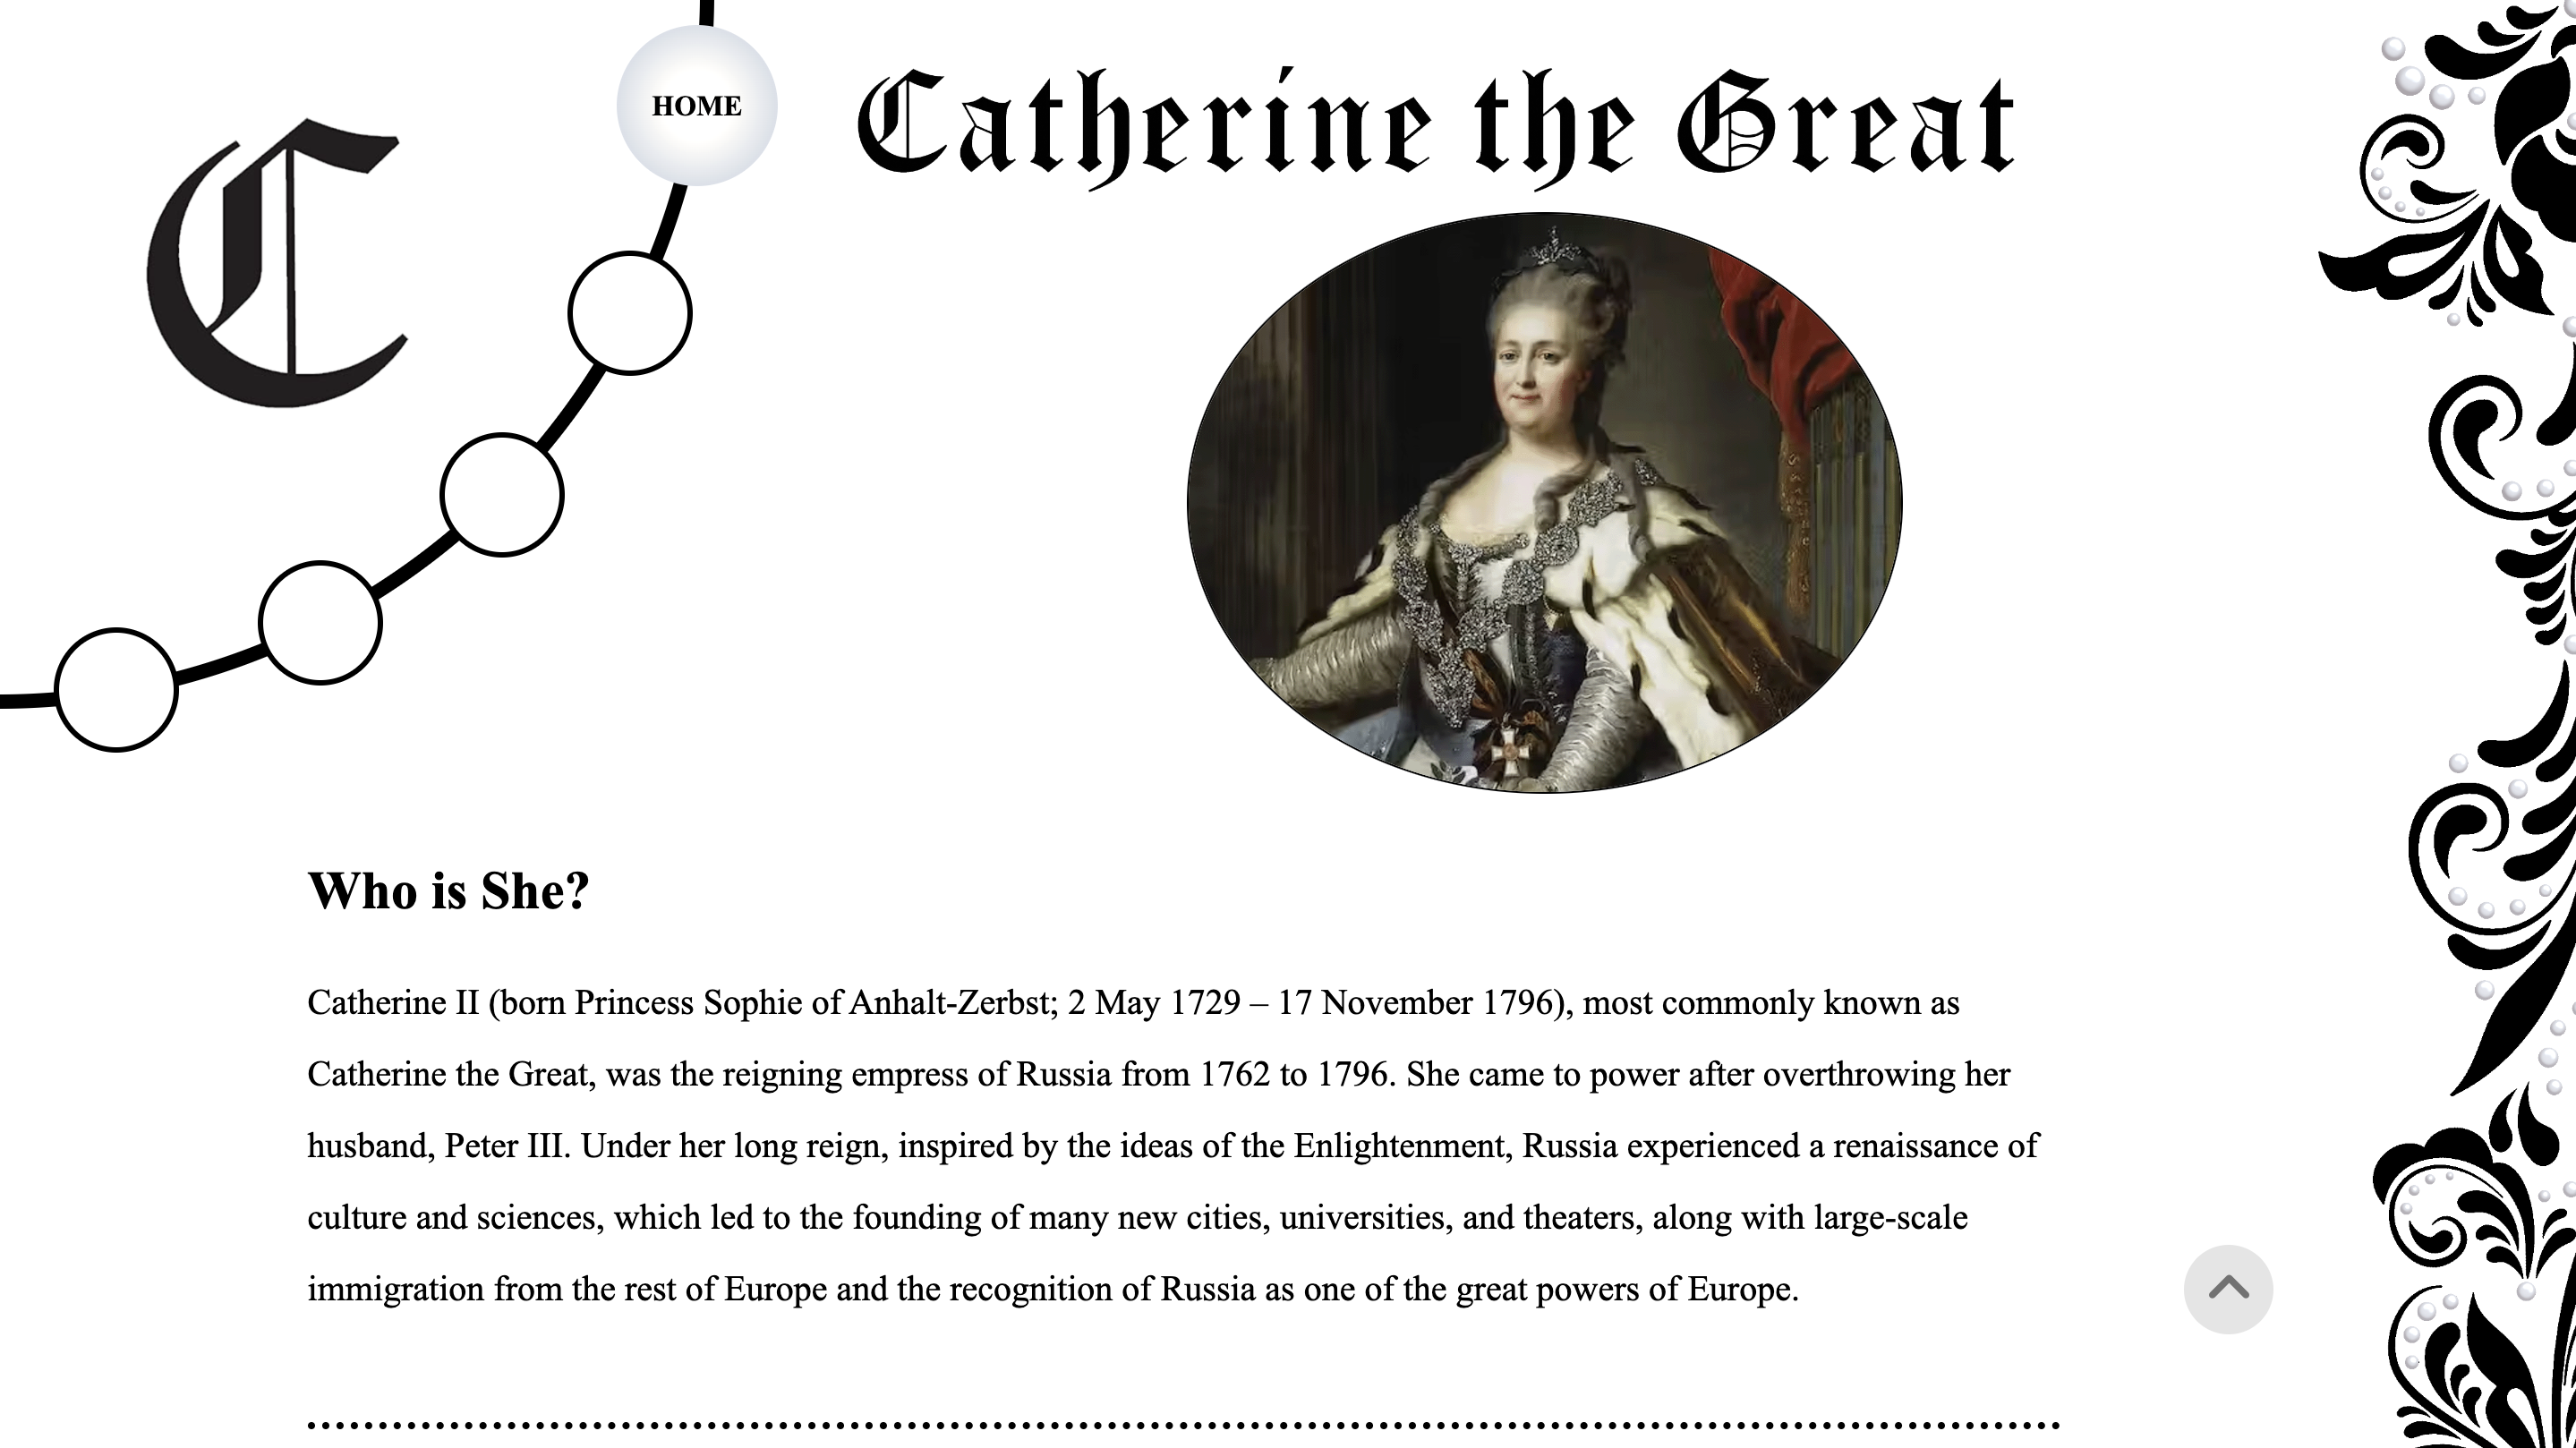 C
HOME
Catherine the Great
Who is She?
Catherine II (born Princess Sophie of Anhalt-Zerbst; 2 May 1729 – 17 November 1796), most commonly known as
Catherine the Great, was the reigning empress of Russia from 1762 to 1796. She came to power after overthrowing her
husband, Peter III. Under her long reign, inspired by the ideas of the Enlightenment, Russia experienced a renaissance of
culture and sciences, which led to the founding of many new cities, universities, and theaters, along with large-scale
immigration from the rest of Europe and the recognition of Russia as one of the great powers of Europe.